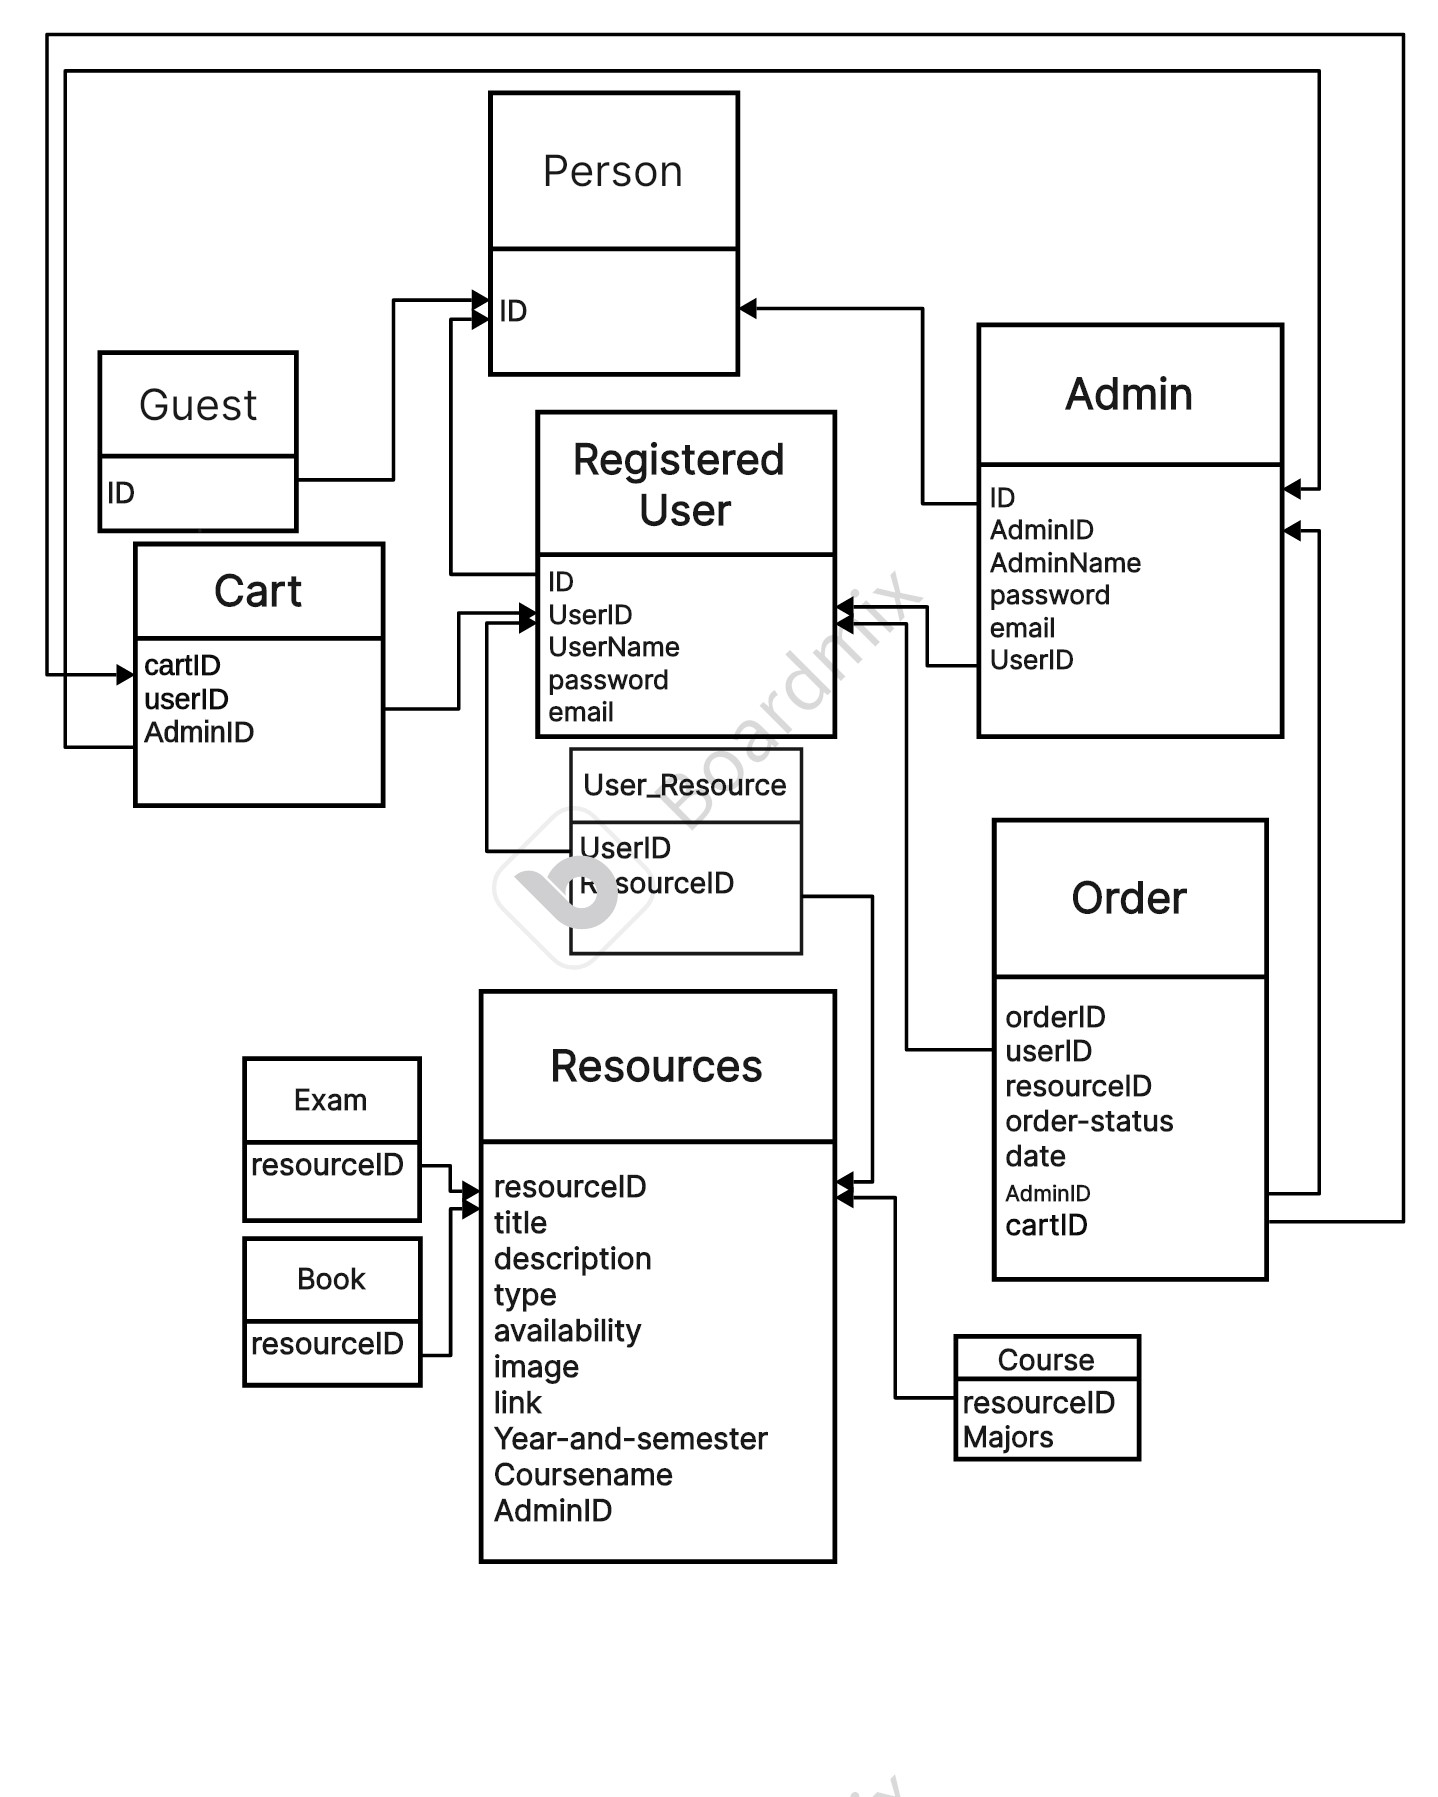 Person
ID
Guest
ID
Admin
ID
AdminID
AdminName
password
email
UserID
Registered
User
ID
UserID
UserName
password
email
Cart
cartID
userID
AdminID
User_Resource
UserID
ResourceID
Boardmix
Order
orderID
userID
resourceID
order-status
date
AdminID
cartID
Resources
resourceID
title
description
type
availability
image
link
Year-and-semester
Coursename
AdminID
Exam
resourceID
Book
resourceID
Course
resourceID
Majors